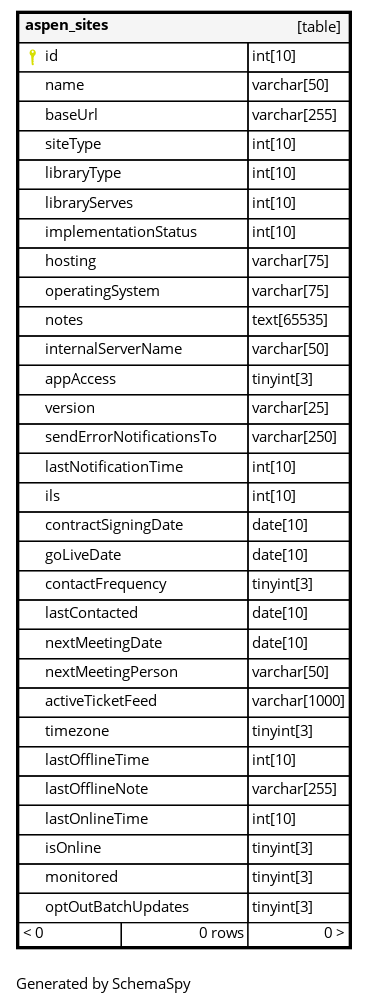 aspen_sites [table]
id int[10]
name varchar[50]
baseUrl varchar[255]
siteType int[10]
libraryType int[10]
libraryServes int[10]
implementationStatus int[10]
hosting varchar[75]
operatingSystem varchar[75]
notes text[65535]
internalServerName varchar[50]
appAccess tinyint[3]
version varchar[25]
sendErrorNotificationsTo varchar[250]
lastNotificationTime int[10]
ils int[10]
contractSigningDate date[10]
goLiveDate date[10]
contactFrequency tinyint[3]
lastContacted date[10]
nextMeetingDate date[10]
nextMeetingPerson varchar[50]
activeTicketFeed varchar[1000]
timezone tinyint[3]
lastOfflineTime int[10]
lastOfflineNote varchar[255]
lastOnlineTime int[10]
isOnline tinyint[3]
monitored tinyint[3]
optOutBatchUpdates tinyint[3]
< 0 0 rows 0 >
Generated by SchemaSpy